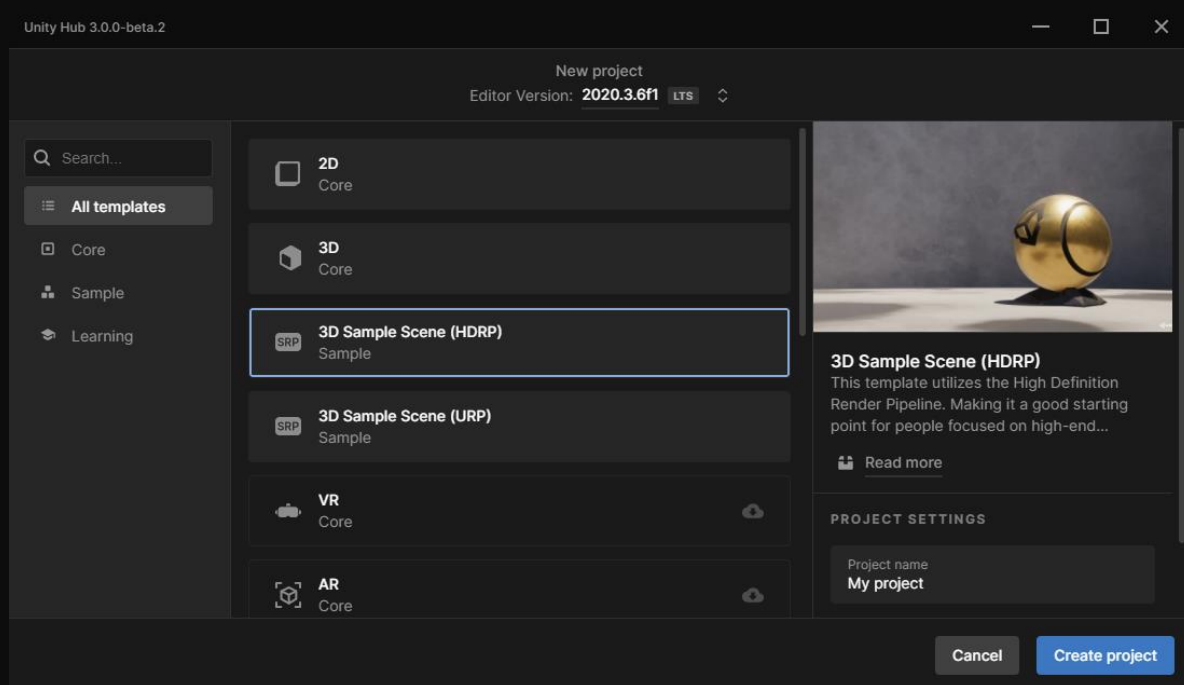 Unity Hub 3.0.0-beta.2
New project
Editor Version: 2020.3.6f1 LTS
Search...
All templates
Core
Sample
Learning
2D
Core
3D
Core
SRP
3D Sample Scene (HDRP)
Sample
SRP
3D Sample Scene (URP)
Sample
VR
Core
AR
Core
3D Sample Scene (HDRP)
This template utilizes the High Definition
Render Pipeline. Making it a good starting
point for people focused on high-end...
Read more
PROJECT SETTINGS
Project name
My project
Cancel
Create project